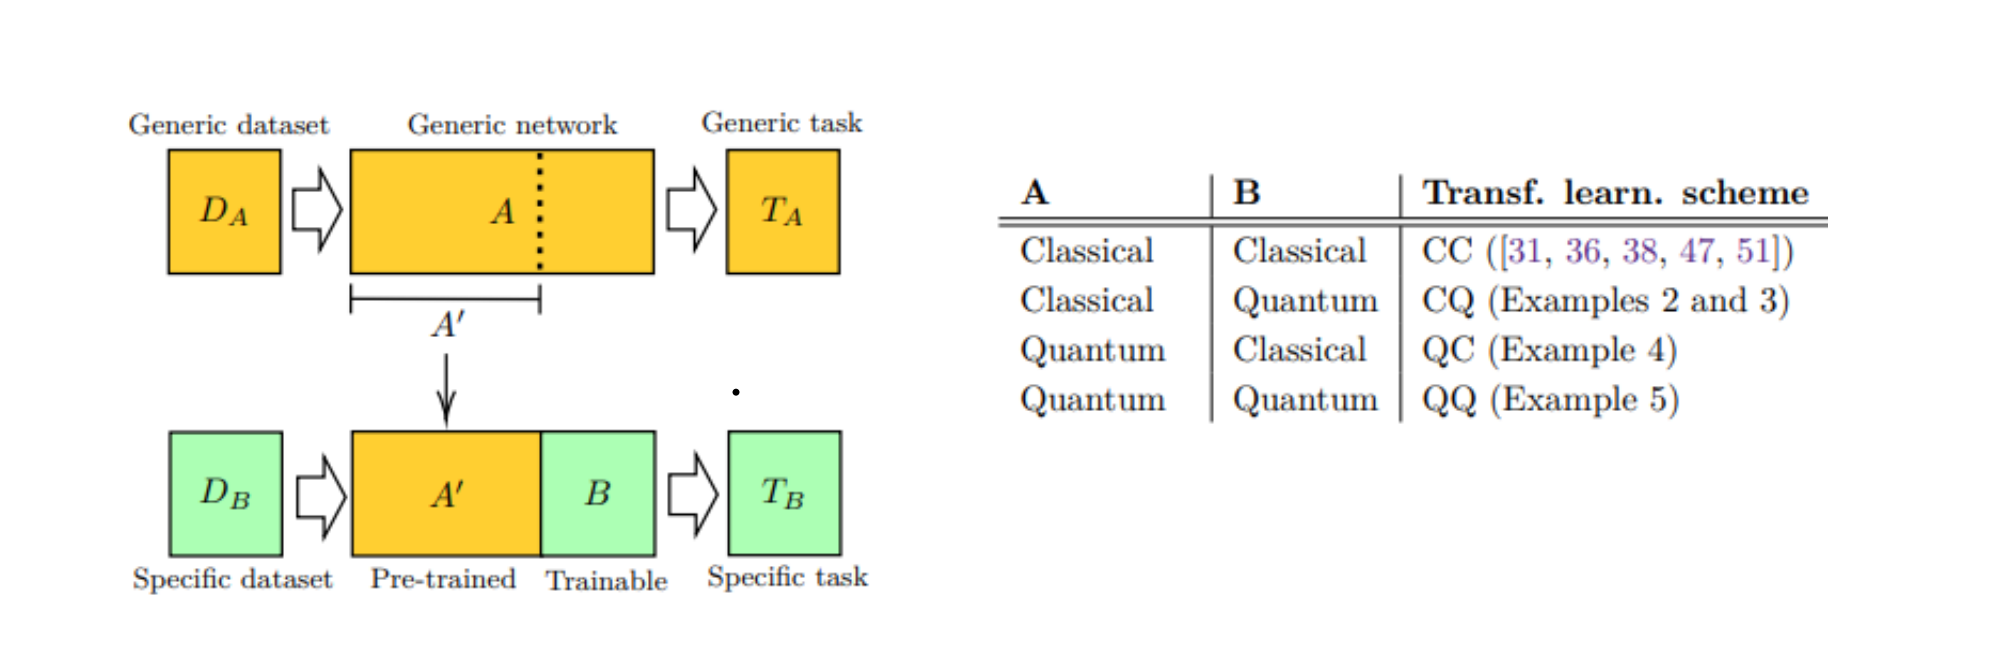 Generic dataset
Generic network
Generic task
D_A
A
T_A
A′
D_B
A′
B
T_B
Specific dataset
Pre-trained
Trainable
Specific task
A B Transf. learn. scheme
Classical Classical CC ([31, 36, 38, 47, 51])
Classical Quantum CQ (Examples 2 and 3)
Quantum Classical QC (Example 4)
Quantum Quantum QQ (Example 5)